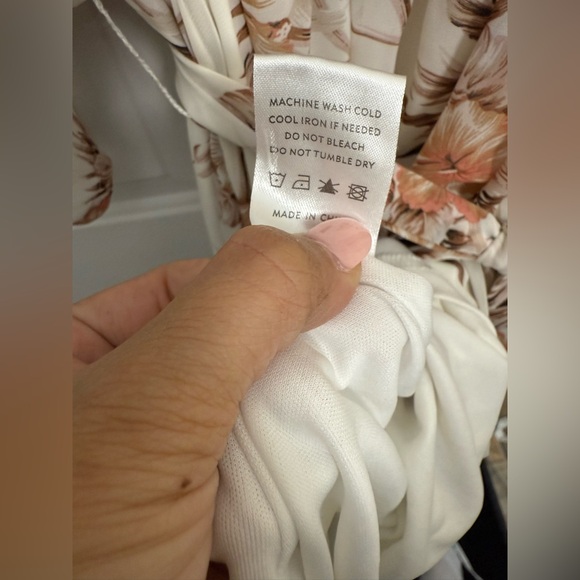 MACHINE WASH COLD
COOL IRON IF NEEDED
DO NOT BLEACH
DO NOT TUMBLE DRY
MADE IN